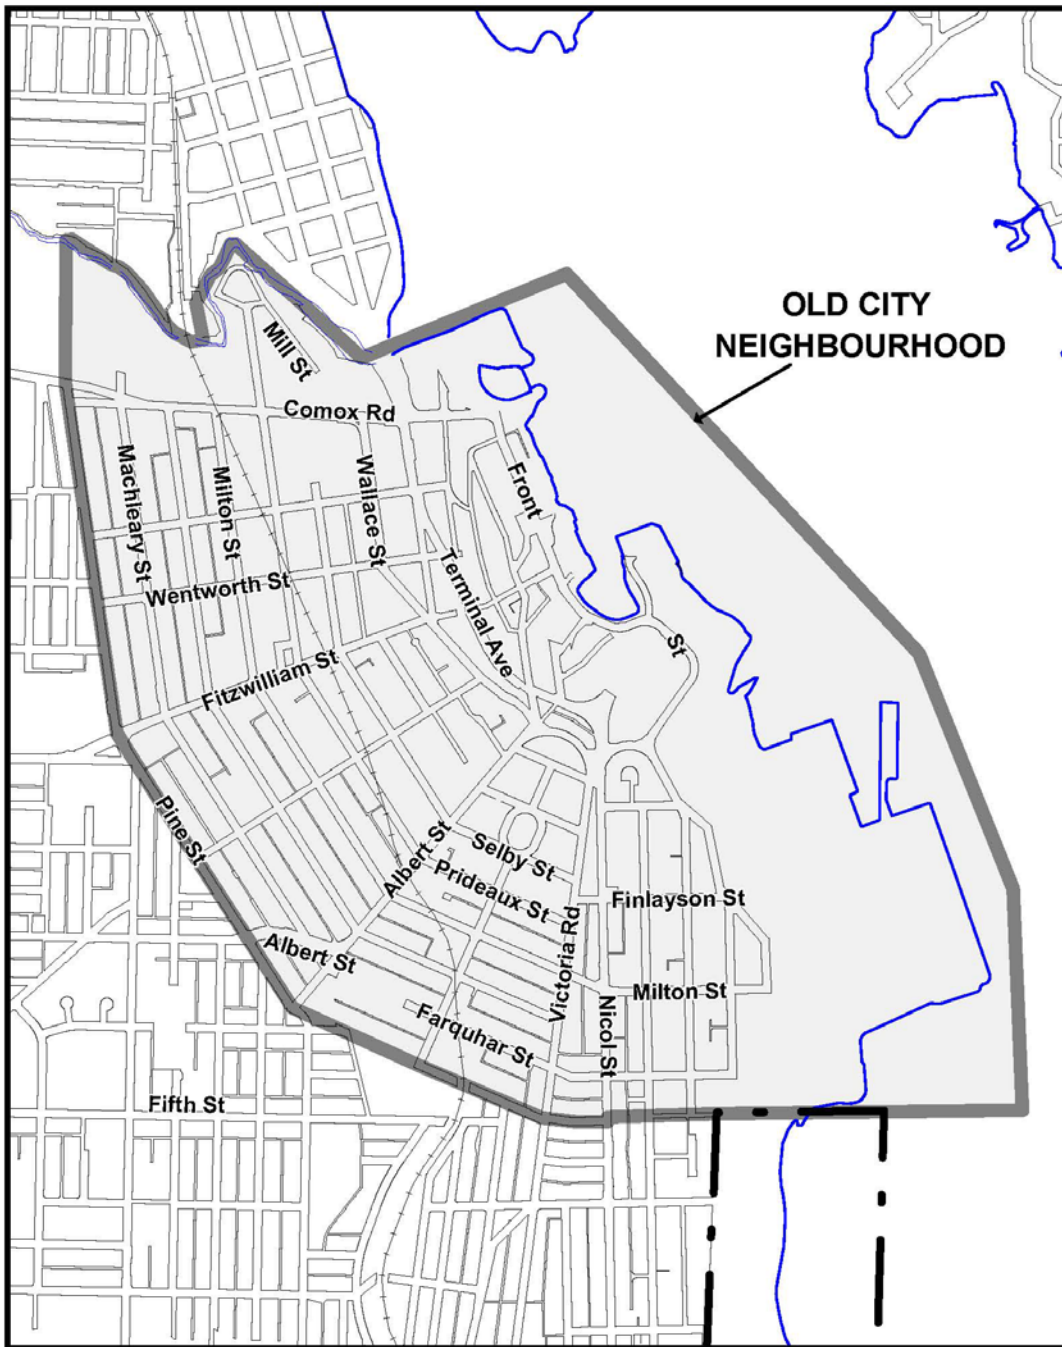 OLD CITY
NEIGHBOURHOOD
Mill St
Comox Rd
Machleary St
Milton St
Wallace St
Front
St
Terminal Ave
Wentworth St
Fitzwilliam St
Pine St
Albert St
Selby St
Prideaux St
Finlayson St
Victoria Rd
Albert St
Milton St
Nicol St
Farquhar St
Fifth St